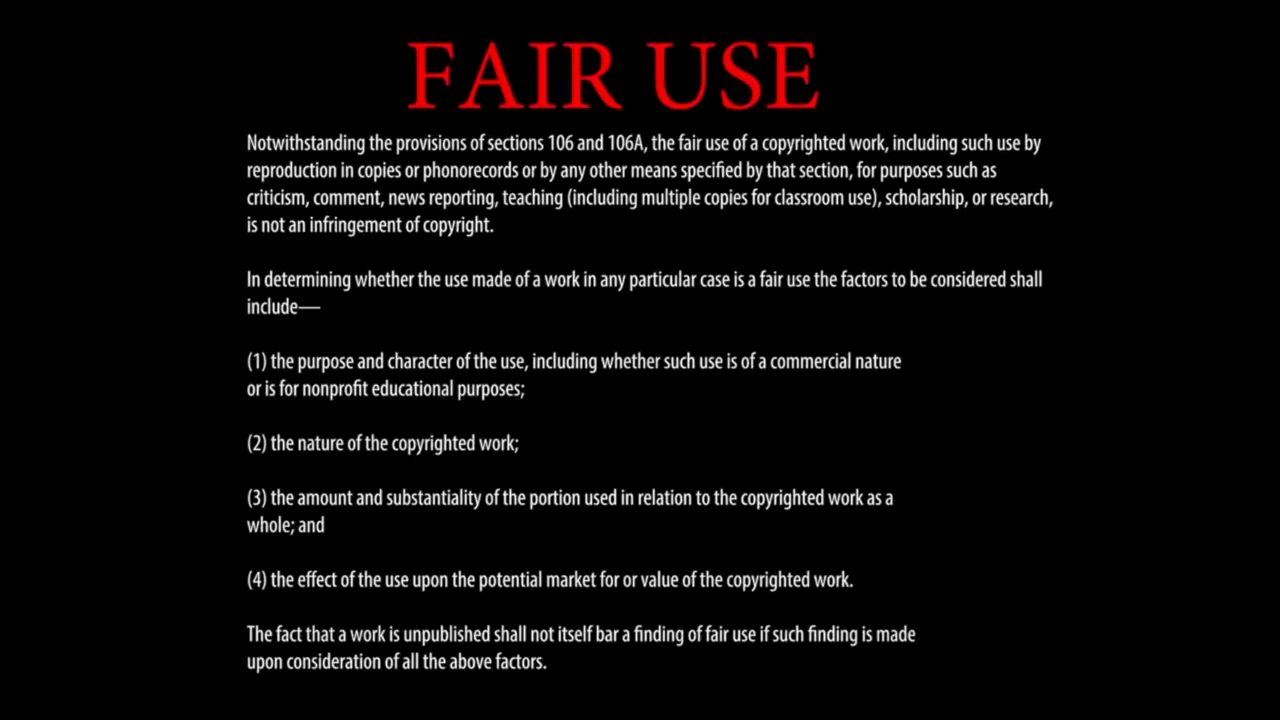 FAIR USE
Notwithstanding the provisions of sections 106 and 106A, the fair use of a copyrighted work, including such use by
reproduction in copies or phonorecords or by any other means specified by that section, for purposes such as
criticism, comment, news reporting, teaching (including multiple copies for classroom use), scholarship, or research,
is not an infringement of copyright.
In determining whether the use made of a work in any particular case is a fair use the factors to be considered shall
include—
(1) the purpose and character of the use, including whether such use is of a commercial nature
or is for nonprofit educational purposes;
(2) the nature of the copyrighted work;
(3) the amount and substantiality of the portion used in relation to the copyrighted work as a
whole; and
(4) the effect of the use upon the potential market for or value of the copyrighted work.
The fact that a work is unpublished shall not itself bar a finding of fair use if such finding is made
upon consideration of all the above factors.